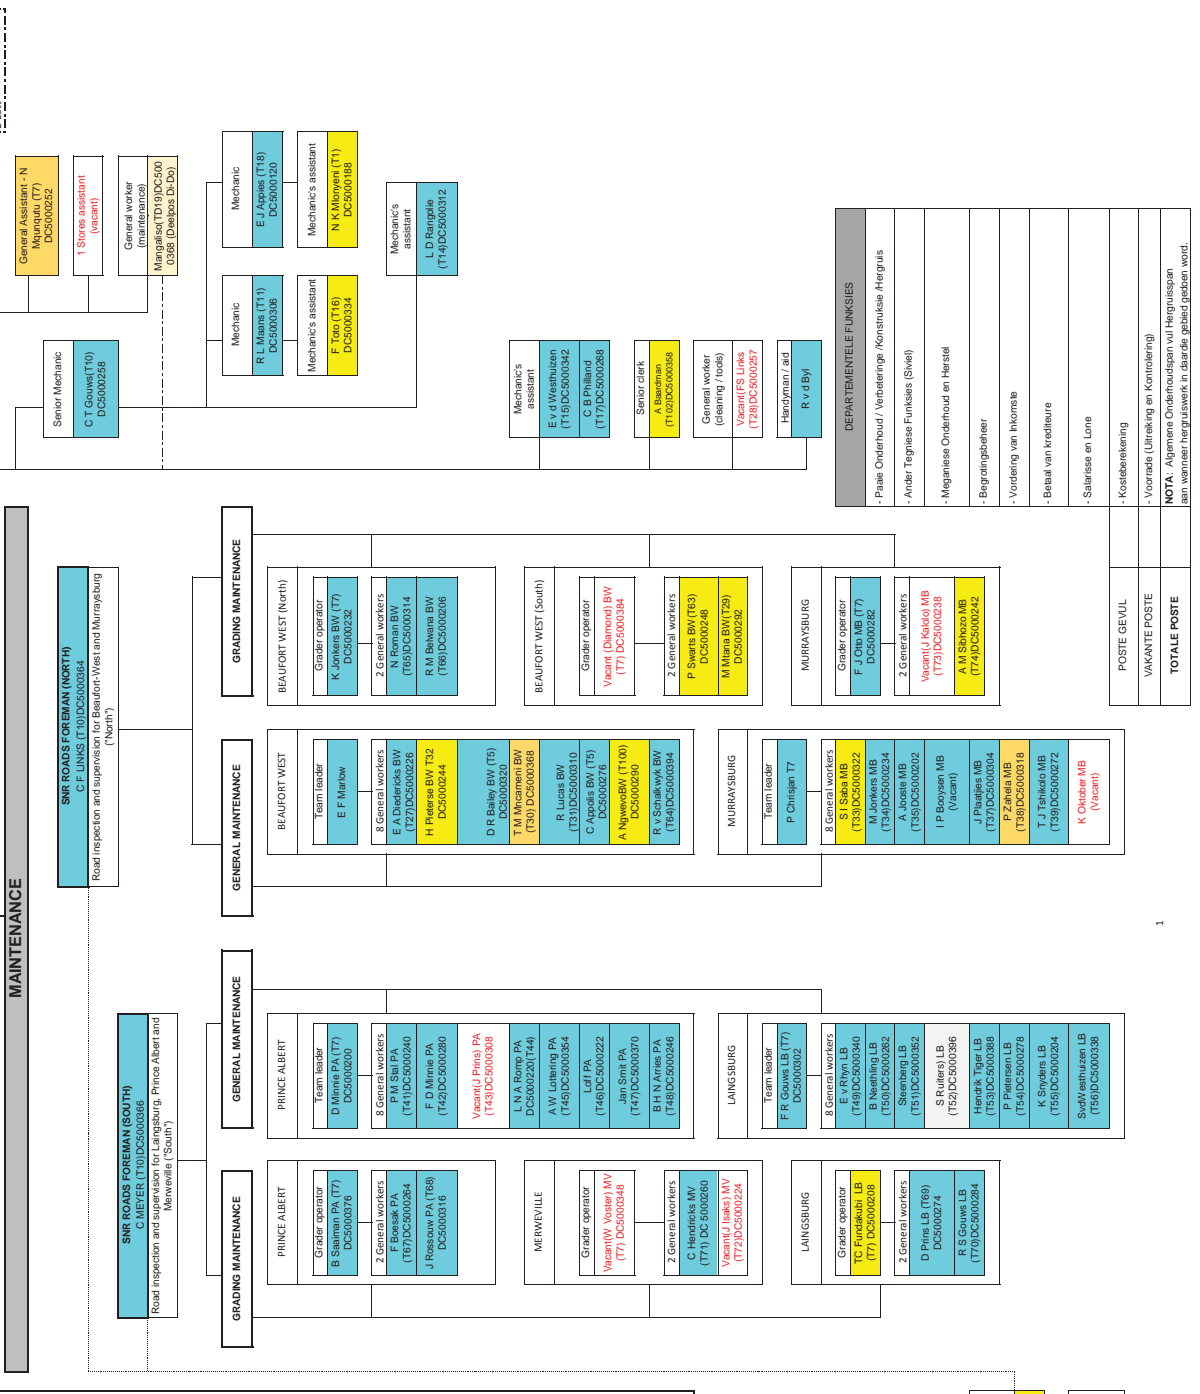 MAINTENANCE
SNR ROADS FOREMAN (SOUTH)
C MEYER (T10)DC5000366
Road inspection and supervision for Laingsburg, Prince Albert and
Merweville ("South")
SNR ROADS FOREMAN (NORTH)
C F LINKS (T10)DC5000364
Road inspection and supervision for Beaufort-West and Murraysburg
("North")
GRADING MAINTENANCE
PRINCE ALBERT
Grader operator
B Saaiman PA (T7)
DC5000376
2 General workers
F Boesak PA
(T67)DC5000264
J Rossouw PA (T68)
DC5000316
MERWEVILLE
Grader operator
Vacant(W Voster) MV
(T7) DC5000348
2 General workers
C Hendricks MV
(T71) DC 5000260
Vacant(J Isaks) MV
(T72)DC5000224
LAINGSBURG
Grader operator
TC Fundakubi LB
(T7) DC5000208
2 General workers
D Prins LB (T69)
DC5000274
R S Gouws LB
(T70)DC5000284
GENERAL MAINTENANCE
PRINCE ALBERT
Team leader
D Minnie PA (T7)
DC5000200
8 General workers
P M Stal PA
(T41)DC5000240
F D Minnie PA
(T42)DC5000280
Vacant(J Prins) PA
(T43)DC5000308
L N A Romp PA
DC5000220(T44)
A W Lottering PA
(T45)DC5000354
Lolf PA
(T46)DC5000222
Jan Smit PA
(T47)DC5000370
B H N Arries PA
(T48)DC5000246
LAINGSBURG
Team leader
F R Gouws LB (T7)
DC5000302
8 General workers
E v Rhyn LB
(T49)DC5000340
B Neethling LB
(T50)DC5000262
Steenberg LB
(T51)DC5000352
S Ruiters) LB
(T52)DC5000396
Hendrik Tiger LB
(T53)DC5000388
P Pietersen LB
(T54)DC5000278
K Snyders LB
(T55)DC5000204
SvdWesthuizen LB
(T56)DC5000338
GENERAL MAINTENANCE
BEAUFORT WEST
Team leader
E F Marlow
8 General workers
E A Diedericks BW
(T27)DC5000226
H Pieterse BW T32
DC5000244
D R Bailey BW (T5)
DC5000320
T M Mncameni BW
(T30) DC5000368
R Lucas BW
(T31)DC5000310
C Appolis BW (T5)
DC5000276
A NgwevoBW (T100)
DC5000290
R v Schalkwyk BW
(T64)DC5000394
MURRAYSBURG
Team leader
P Chrisjan T7
8 General workers
S I Saba MB
(T33)DC5000322
M Jonkers MB
(T34)DC5000234
A Jooste MB
(T35)DC5000202
I P Booysen MB
(Vacant)
J Plaatjies MB
(T37)DC5000304
P Zahela MB
(T38)DC5000318
T J Tshikolo MB
(T39)DC5000272
K Oktober MB
(Vacant)
GRADING MAINTENANCE
BEAUFORT WEST (North)
Grader operator
K Jonkers BW (T7)
DC5000232
2 General workers
N Roman BW
(T65)DC5000314
R M Belwana BW
(T66)DC5000206
BEAUFORT WEST (South)
Grader operator
Vacant (Diamond) BW
(T7) DC5000384
2 General workers
P Swarts BW(T63)
DC5000248
M Mtana BW(T29)
DC5000292
MURRAYSBURG
Grader operator
F J Otto MB (T7)
DC5000282
2 General workers
Vacant(J Kalolo) MB
(T73)DC5000238
A M Sibhozo MB
(T74)DC5000242
General Assistant - N
Mqunqutu (T7)
DC5000252
1 Stores assistant
(vacant)
General worker
(maintenance)
Mangaliso(TD19)DC500
0368 (Deelpos Di-Do)
Senior Mechanic
C T Gouws(T10)
DC5000258
Mechanic
R L Maans (T11)
DC5000306
Mechanic's assistant
F Toto (T16)
DC5000334
Mechanic
E J Appies (T18)
DC5000120
Mechanic's assistant
N K Mlonyeni (T1)
DC5000188
Mechanic's
assistant
L D Rangolie
(T14)DC5000312
Mechanic's
assistant
E v d Westhuizen
(T15)DC5000342
C B Philland
(T17)DC5000268
Senior clerk
A Baardman
(T102)DC5000358
General worker
(cleaning / tools)
Vacant(FS Links
(T28)DC5000257
Handyman / aid
R v d Byl
DEPARTEMENTELE FUNKSIES
- Paaie Onderhoud / Verbeteringe /Konstruksie /Hergruis
- Ander Tegniese Funksies (Siviel)
- Meganiese Onderhoud en Herstel
- Begrotingsbeheer
- Vordering van Inkomste
- Betaal van krediteure
- Salarisse en Lone
- Kosteberekening
- Voorrade (Uitreiking en Kontrolering)
NOTA: Algemene Onderhoudspan vul Hergruisspan
aan wanneer hergruiswerk in daardie gebied gedoen word.
POSTE GEVUL
VAKANTE POSTE
TOTALE POSTE
1